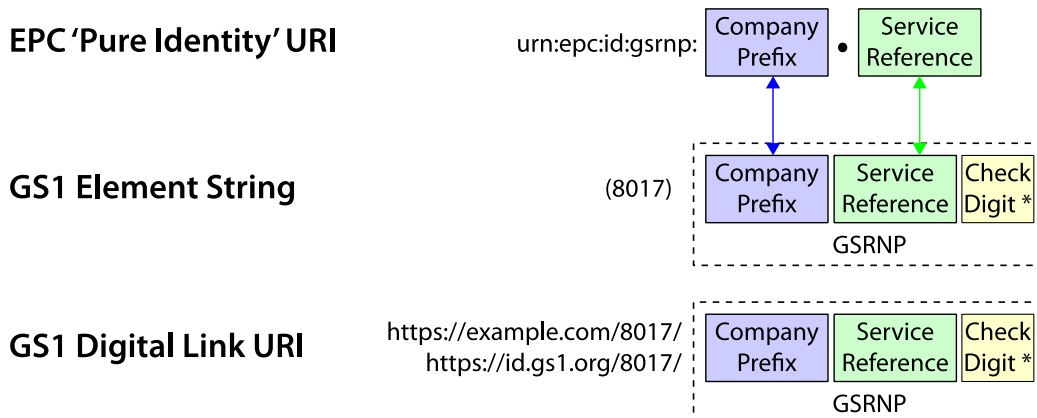 EPC ‘Pure Identity’ URI
urn:epc:id:gsrnp:
Company
Prefix
•
Service
Reference
GS1 Element String
(8017)
Company
Prefix
Service
Reference
Check
Digit *
GSRNP
GS1 Digital Link URI
https://example.com/8017/
https://id.gs1.org/8017/
Company
Prefix
Service
Reference
Check
Digit *
GSRNP